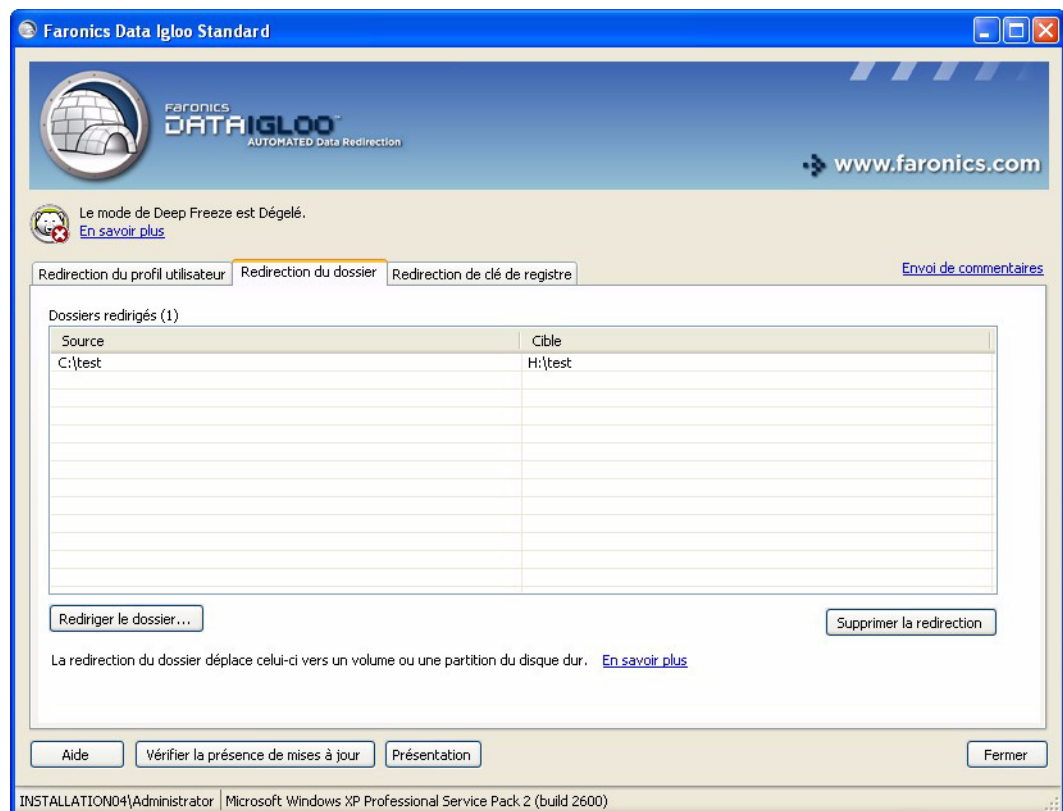 Faronics Data Igloo Standard
Faronics
DATAIGLOO™
AUTOMATED Data Redirection
www.faronics.com
Le mode de Deep Freeze est Dégelé.
En savoir plus
Redirection du profil utilisateur
Redirection du dossier
Redirection de clé de registre
Envoi de commentaires
Dossiers redirigés (1)
Source Cible
C:\test H:\test
Rediriger le dossier...
Supprimer la redirection
La redirection du dossier déplace celui-ci vers un volume ou une partition du disque dur. En savoir plus
Aide
Vérifier la présence de mises à jour
Présentation
Fermer
INSTALLATION04\Administrator Microsoft Windows XP Professional Service Pack 2 (build 2600)